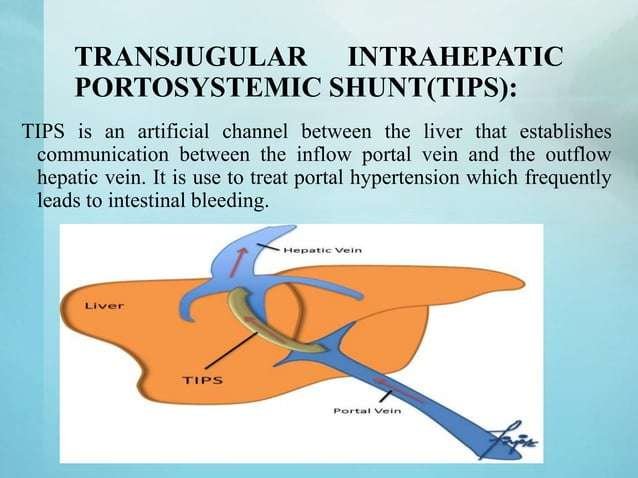 TRANSJUGULAR INTRAHEPATIC
PORTOSYSTEMIC SHUNT(TIPS):
TIPS is an artificial channel between the liver that establishes
communication between the inflow portal vein and the outflow
hepatic vein. It is use to treat portal hypertension which frequently
leads to intestinal bleeding.
Hepatic Vein
Liver
TIPS
Portal Vein